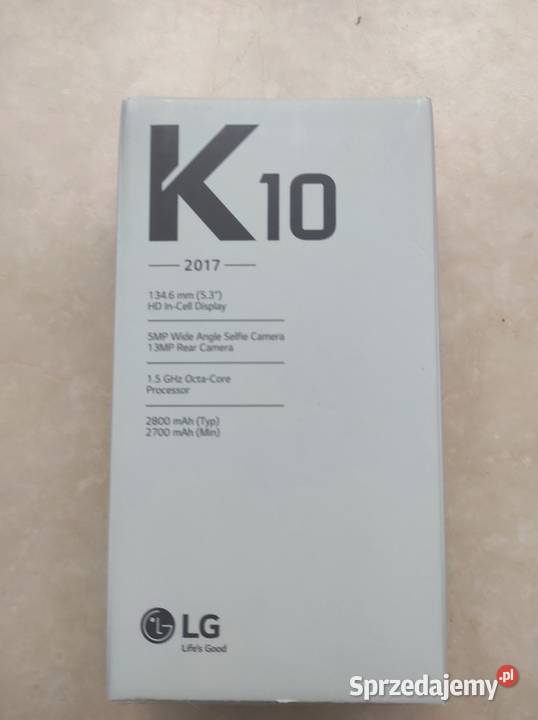 K10
2017
134.6 mm (5.3")
HD In-Cell Display
5MP Wide Angle Selfie Camera
13MP Rear Camera
1.5 GHz Octa-Core
Processor
2800 mAh (Typ)
2700 mAh (Min)
LG
Life's Good
Sprzedajemy.pl